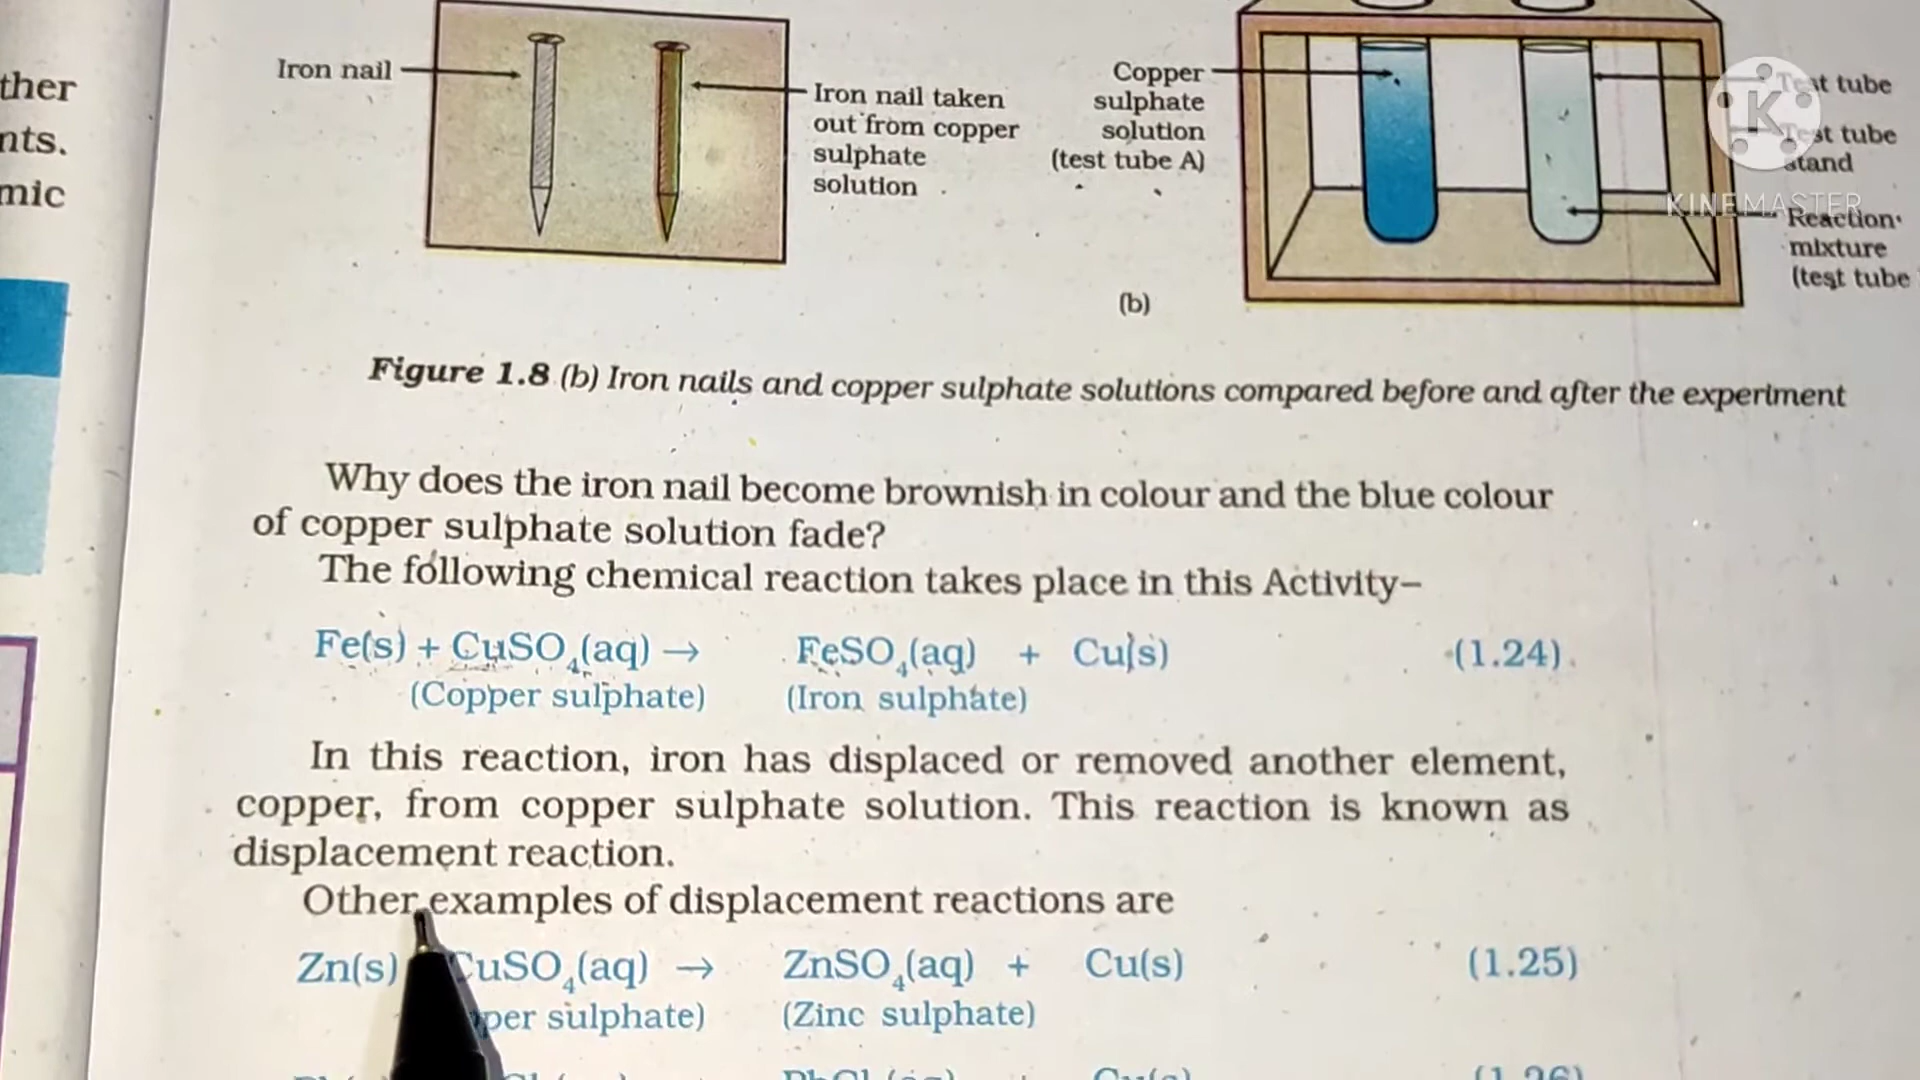 ther
nts.
mic
Iron nail
Iron nail taken
out from copper
sulphate
solution
Copper
sulphate
solution
(test tube A)
Test tube
Test tube
stand
Reaction
mixture
(test tube
K
KINEMASTER
(b)
Figure 1.8 (b) Iron nails and copper sulphate solutions compared before and after the experiment
Why does the iron nail become brownish in colour and the blue colour
of copper sulphate solution fade?
The following chemical reaction takes place in this Activity–
Fe(s) + CuSO₄(aq) → FeSO₄(aq) + Cu(s) (1.24)
(Copper sulphate) (Iron sulphate)
In this reaction, iron has displaced or removed another element,
copper, from copper sulphate solution. This reaction is known as
displacement reaction.
Other examples of displacement reactions are
Zn(s) CuSO₄(aq) → ZnSO₄(aq) + Cu(s) (1.25)
per sulphate) (Zinc sulphate)